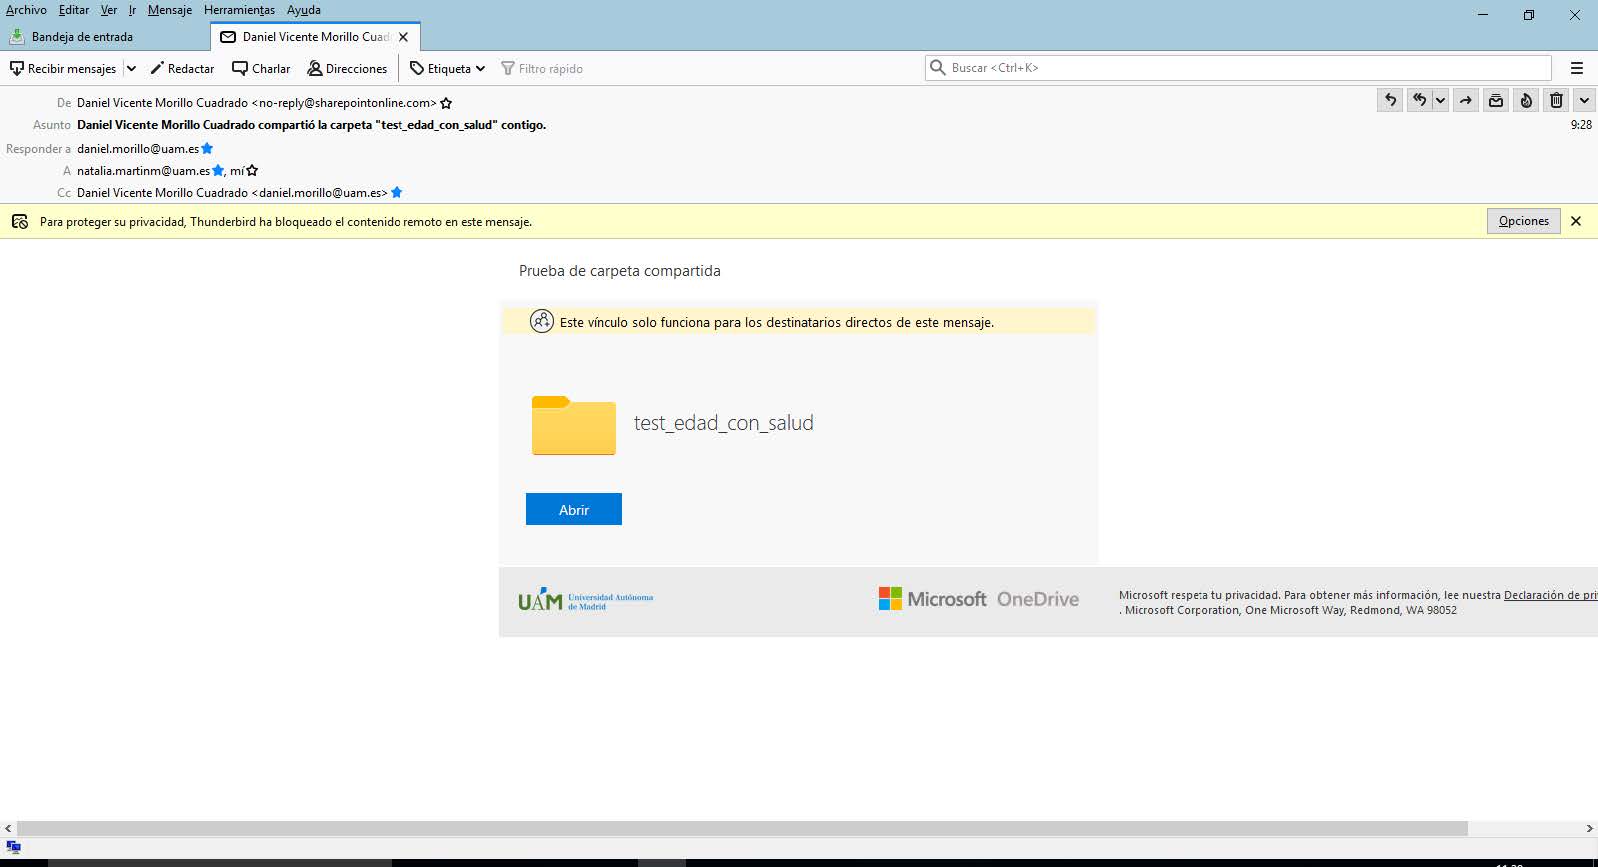 Archivo Editar Ver Ir Mensaje Herramientas Ayuda
Bandeja de entrada
Daniel Vicente Morillo Cuad
Recibir mensajes Redactar Charlar Direcciones Etiqueta Filtro rápido Buscar <Ctrl+K>
De Daniel Vicente Morillo Cuadrado <no-reply@sharepointonline.com>
Asunto Daniel Vicente Morillo Cuadrado compartió la carpeta "test_edad_con_salud" contigo. 9:28
Responder a daniel.morillo@uam.es
A natalia.martinm@uam.es, mí
Cc Daniel Vicente Morillo Cuadrado <daniel.morillo@uam.es>
Para proteger su privacidad, Thunderbird ha bloqueado el contenido remoto en este mensaje. Opciones
Prueba de carpeta compartida
Este vínculo solo funciona para los destinatarios directos de este mensaje.
test_edad_con_salud
Abrir
UAM Universidad Autónoma
de Madrid
Microsoft OneDrive
Microsoft respeta tu privacidad. Para obtener más información, lee nuestra Declaración de pri
. Microsoft Corporation, One Microsoft Way, Redmond, WA 98052